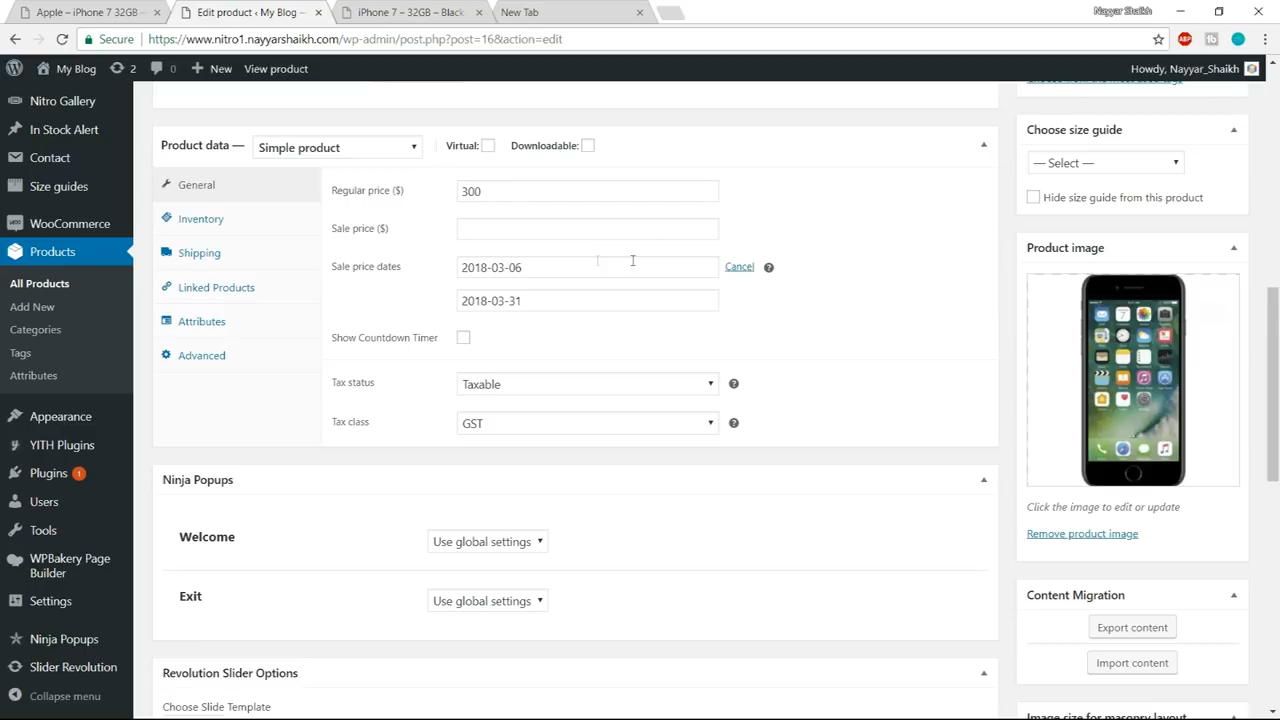 Apple – iPhone 7 32GB –
Edit product ‹ My Blog —
iPhone 7 – 32GB – Black
New Tab
Nayyar Shaikh
Secure
https://www.nitro1.nayyarshaikh.com/wp-admin/post.php?post=16&action=edit
ABP
My Blog
2
0
New
View product
Howdy, Nayyar_Shaikh
Nitro Gallery
In Stock Alert
Contact
Size guides
WooCommerce
Products
All Products
Add New
Categories
Tags
Attributes
Appearance
YITH Plugins
Plugins 1
Users
Tools
WPBakery Page
Builder
Settings
Ninja Popups
Slider Revolution
Collapse menu
Product data —
Simple product
Virtual:
Downloadable:
General
Inventory
Shipping
Linked Products
Attributes
Advanced
Regular price ($)
300
Sale price ($)
Sale price dates
2018-03-06
Cancel
2018-03-31
Show Countdown Timer
Tax status
Taxable
Tax class
GST
Ninja Popups
Welcome
Use global settings
Exit
Use global settings
Revolution Slider Options
Choose Slide Template
Choose size guide
— Select —
Hide size guide from this product
Product image
Click the image to edit or update
Remove product image
Content Migration
Export content
Import content
Image size for masonry layout